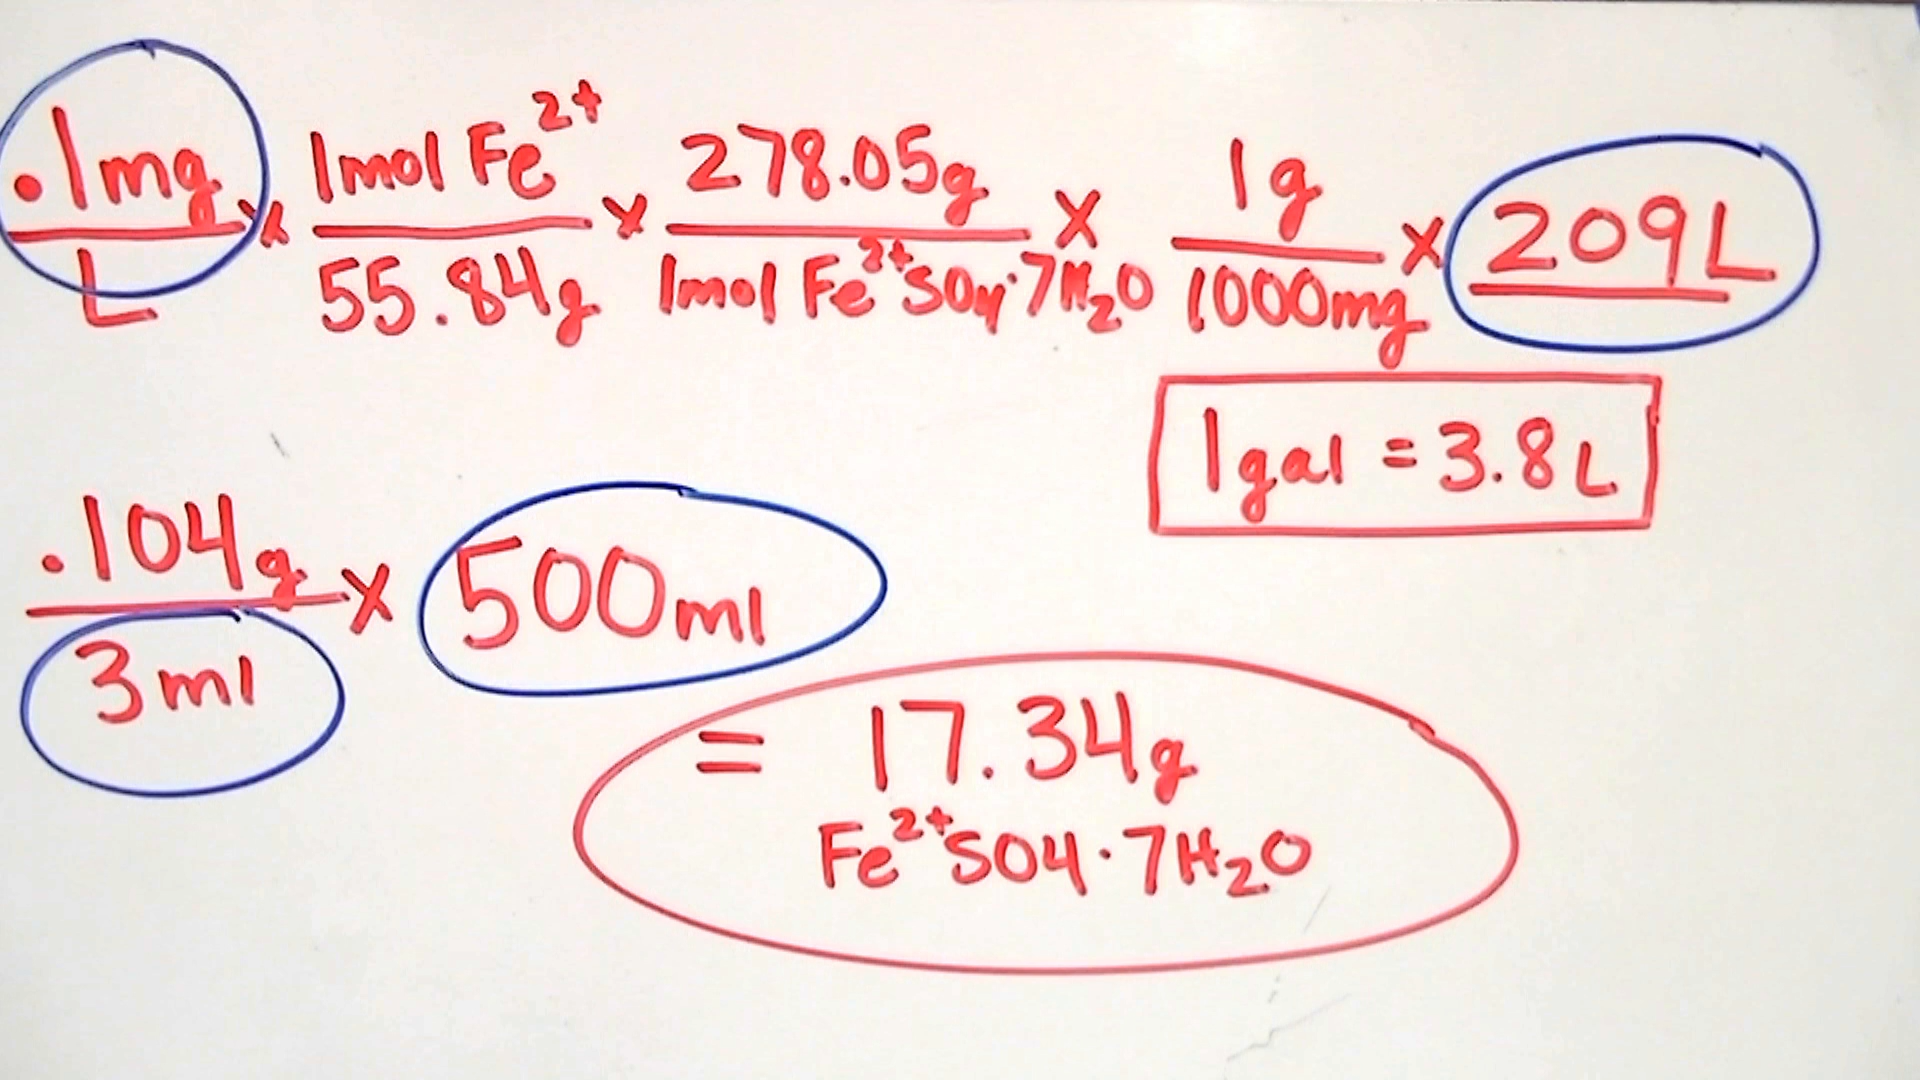 .1mg/L x 1mol Fe²⁺/55.84g x 278.05g/1mol Fe²⁺SO4·7H₂O x 1g/1000mg x 209L
1gal = 3.8L
.104g/3ml x 500ml
= 17.34g
Fe²⁺SO4·7H₂O